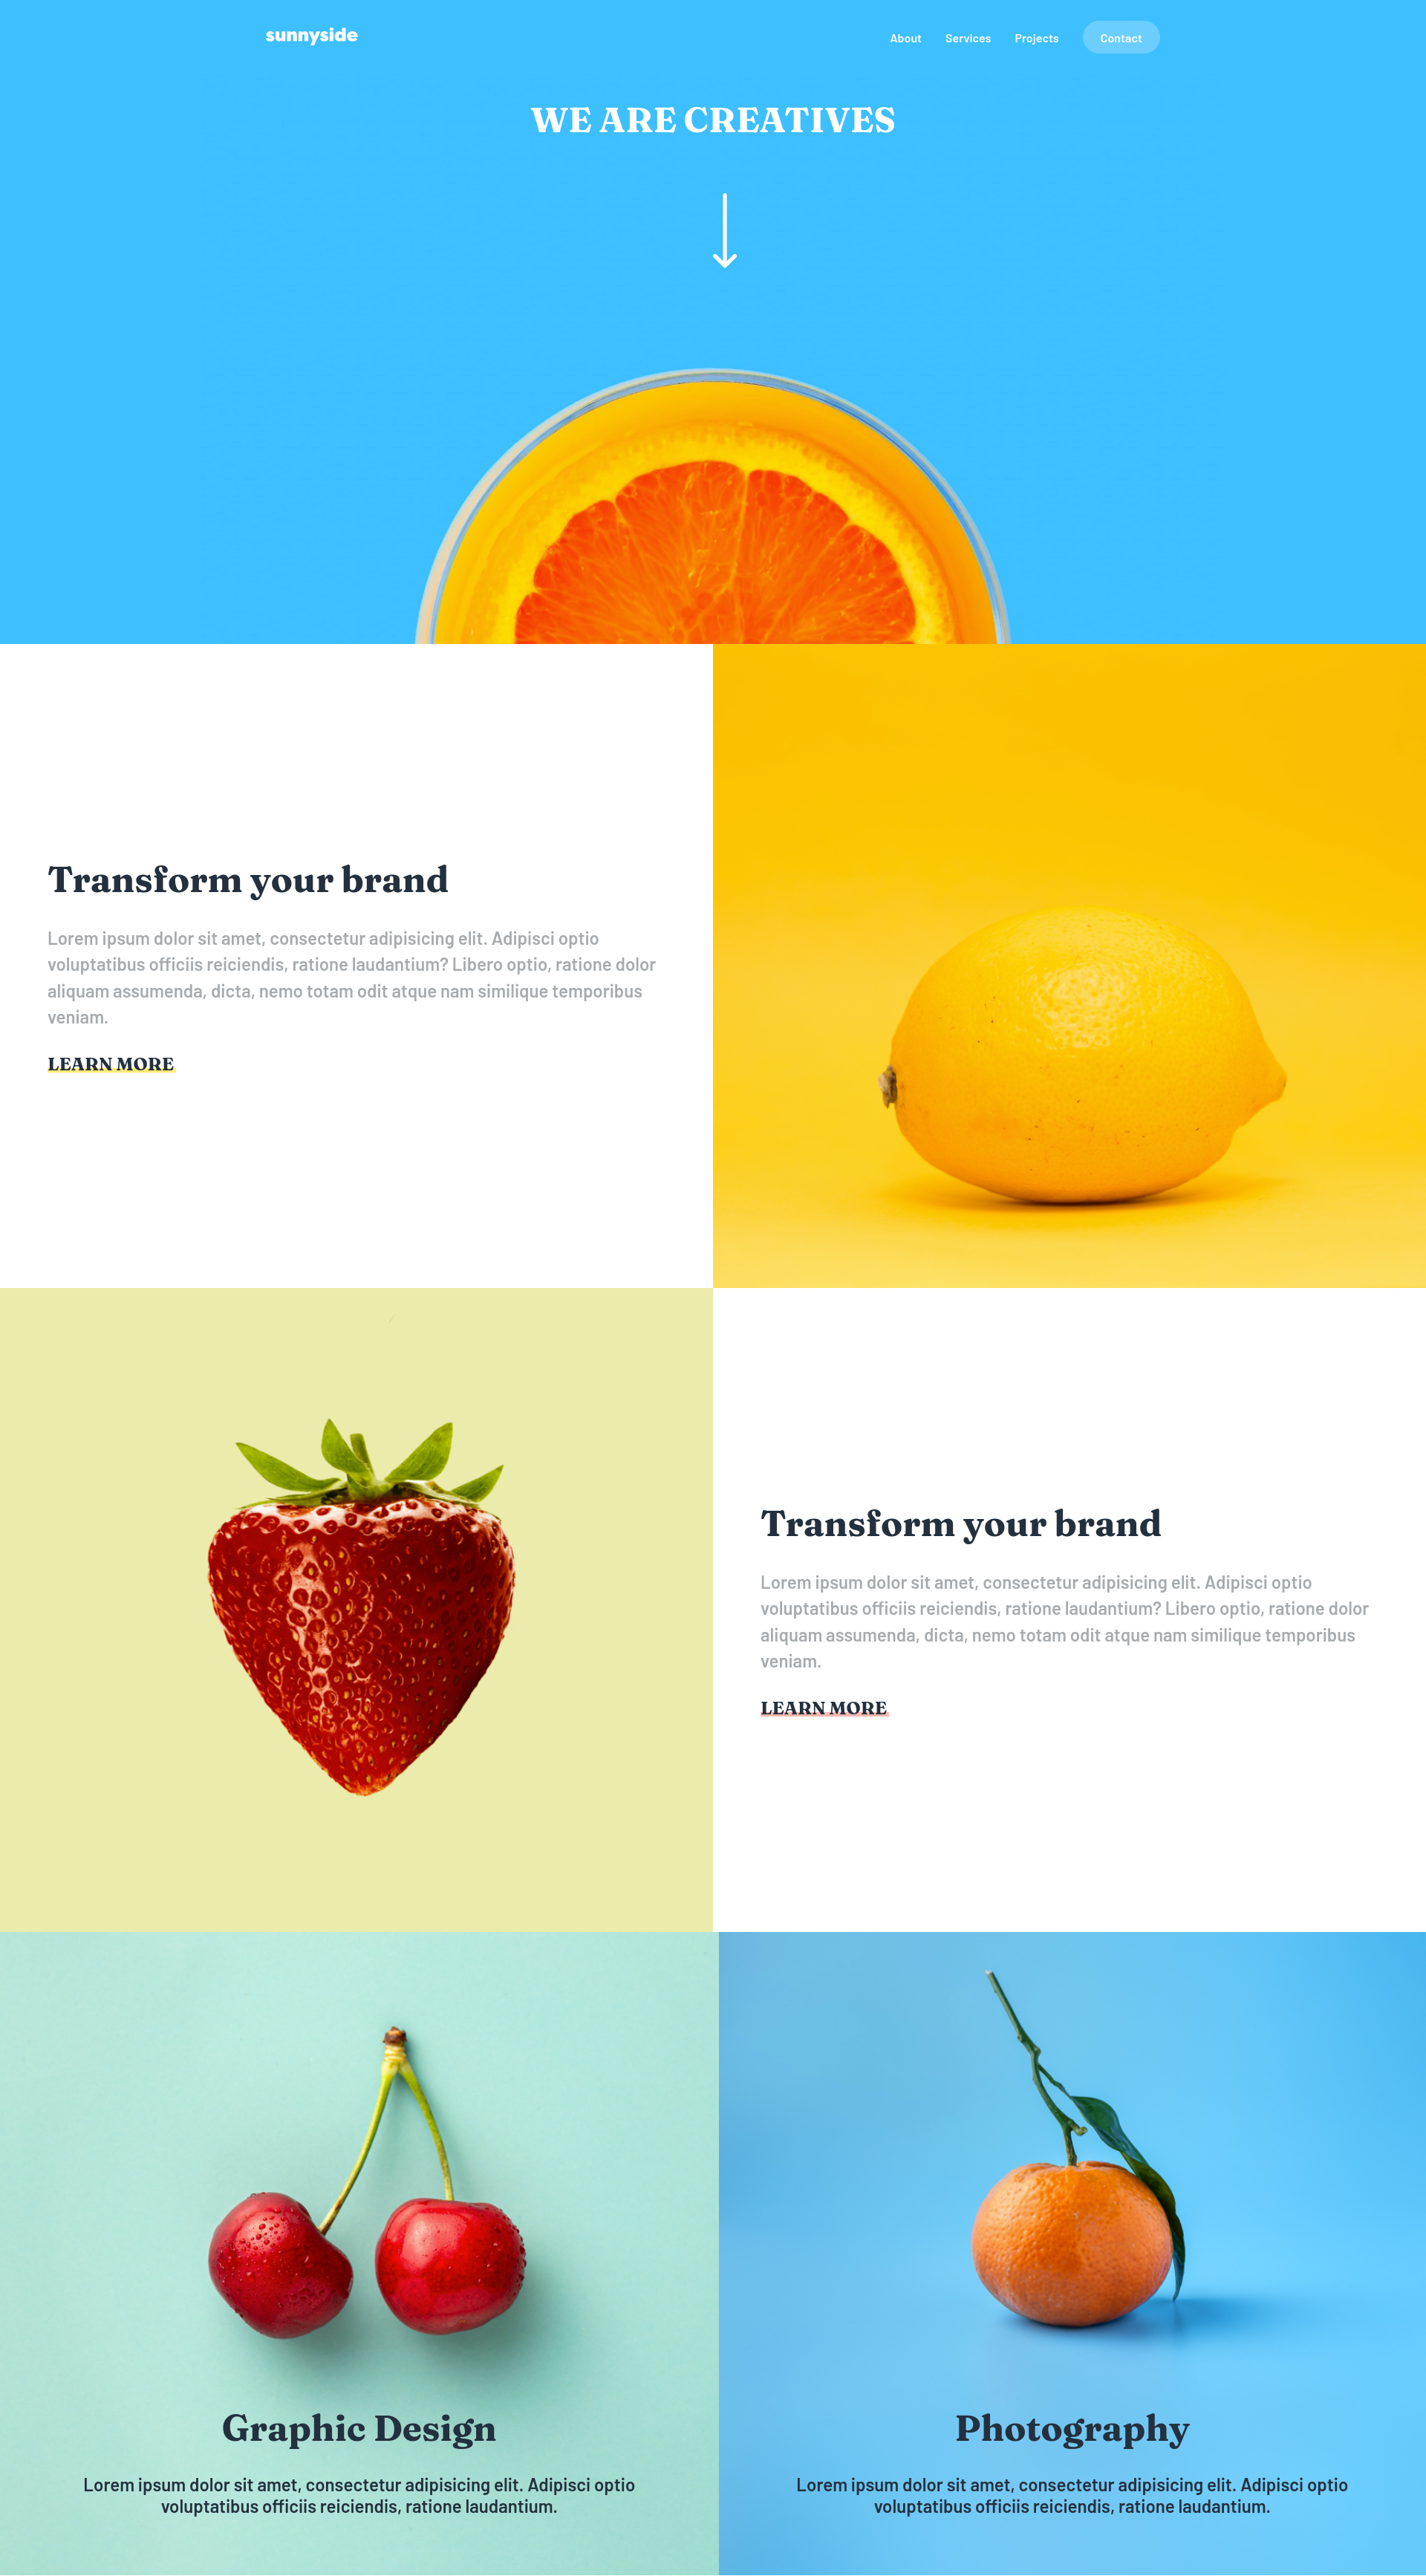 sunnyside
About Services Projects Contact
WE ARE CREATIVES
Transform your brand
Lorem ipsum dolor sit amet, consectetur adipisicing elit. Adipisci optio
voluptatibus officiis reiciendis, ratione laudantium? Libero optio, ratione dolor
aliquam assumenda, dicta, nemo totam odit atque nam similique temporibus
veniam.
LEARN MORE
Transform your brand
Lorem ipsum dolor sit amet, consectetur adipisicing elit. Adipisci optio
voluptatibus officiis reiciendis, ratione laudantium? Libero optio, ratione dolor
aliquam assumenda, dicta, nemo totam odit atque nam similique temporibus
veniam.
LEARN MORE
Graphic Design
Lorem ipsum dolor sit amet, consectetur adipisicing elit. Adipisci optio
voluptatibus officiis reiciendis, ratione laudantium.
Photography
Lorem ipsum dolor sit amet, consectetur adipisicing elit. Adipisci optio
voluptatibus officiis reiciendis, ratione laudantium.